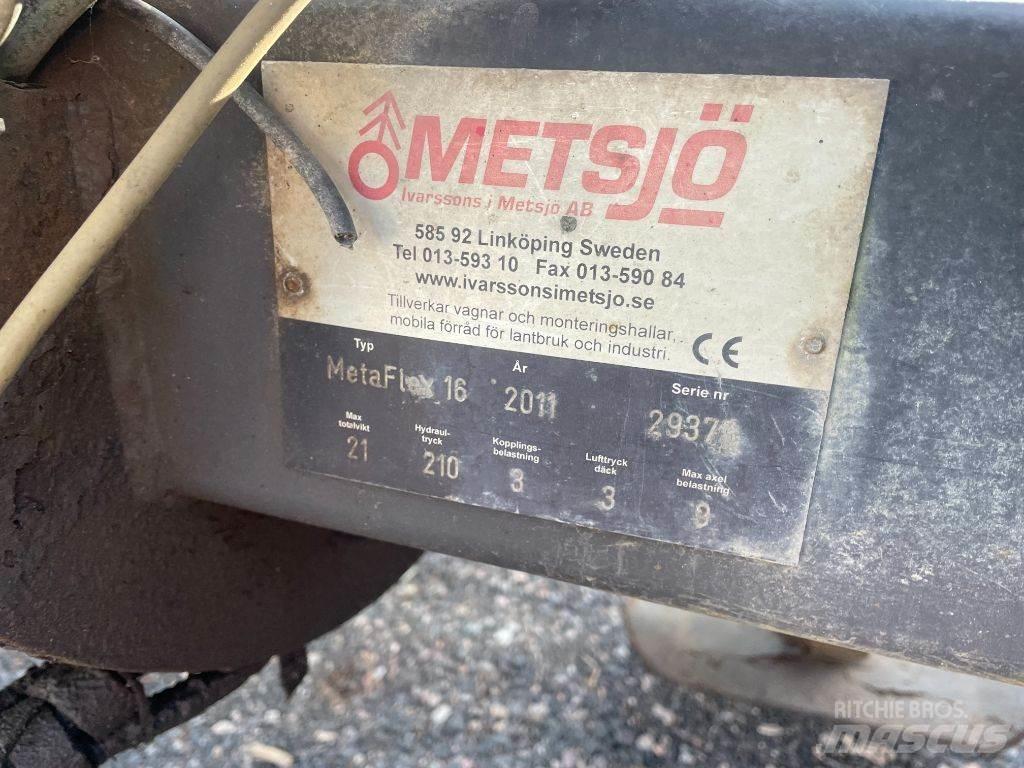 METSJÖ
Ivarssons i Metsjö AB
585 92 Linköping Sweden
Tel 013-593 10 Fax 013-590 84
www.ivarssonsimetsjo.se
Tillverkar vagnar och monteringshallar.
mobila förråd för lantbruk och industri.
CE
Typ År Serie nr
MetaFlex 16 2011
Max totalvikt Hydraul-tryck Kopplings-belastning Lufttryck däck Max axel belastning
21 210 3 3 9
RITCHIE BROS.
MASCUS